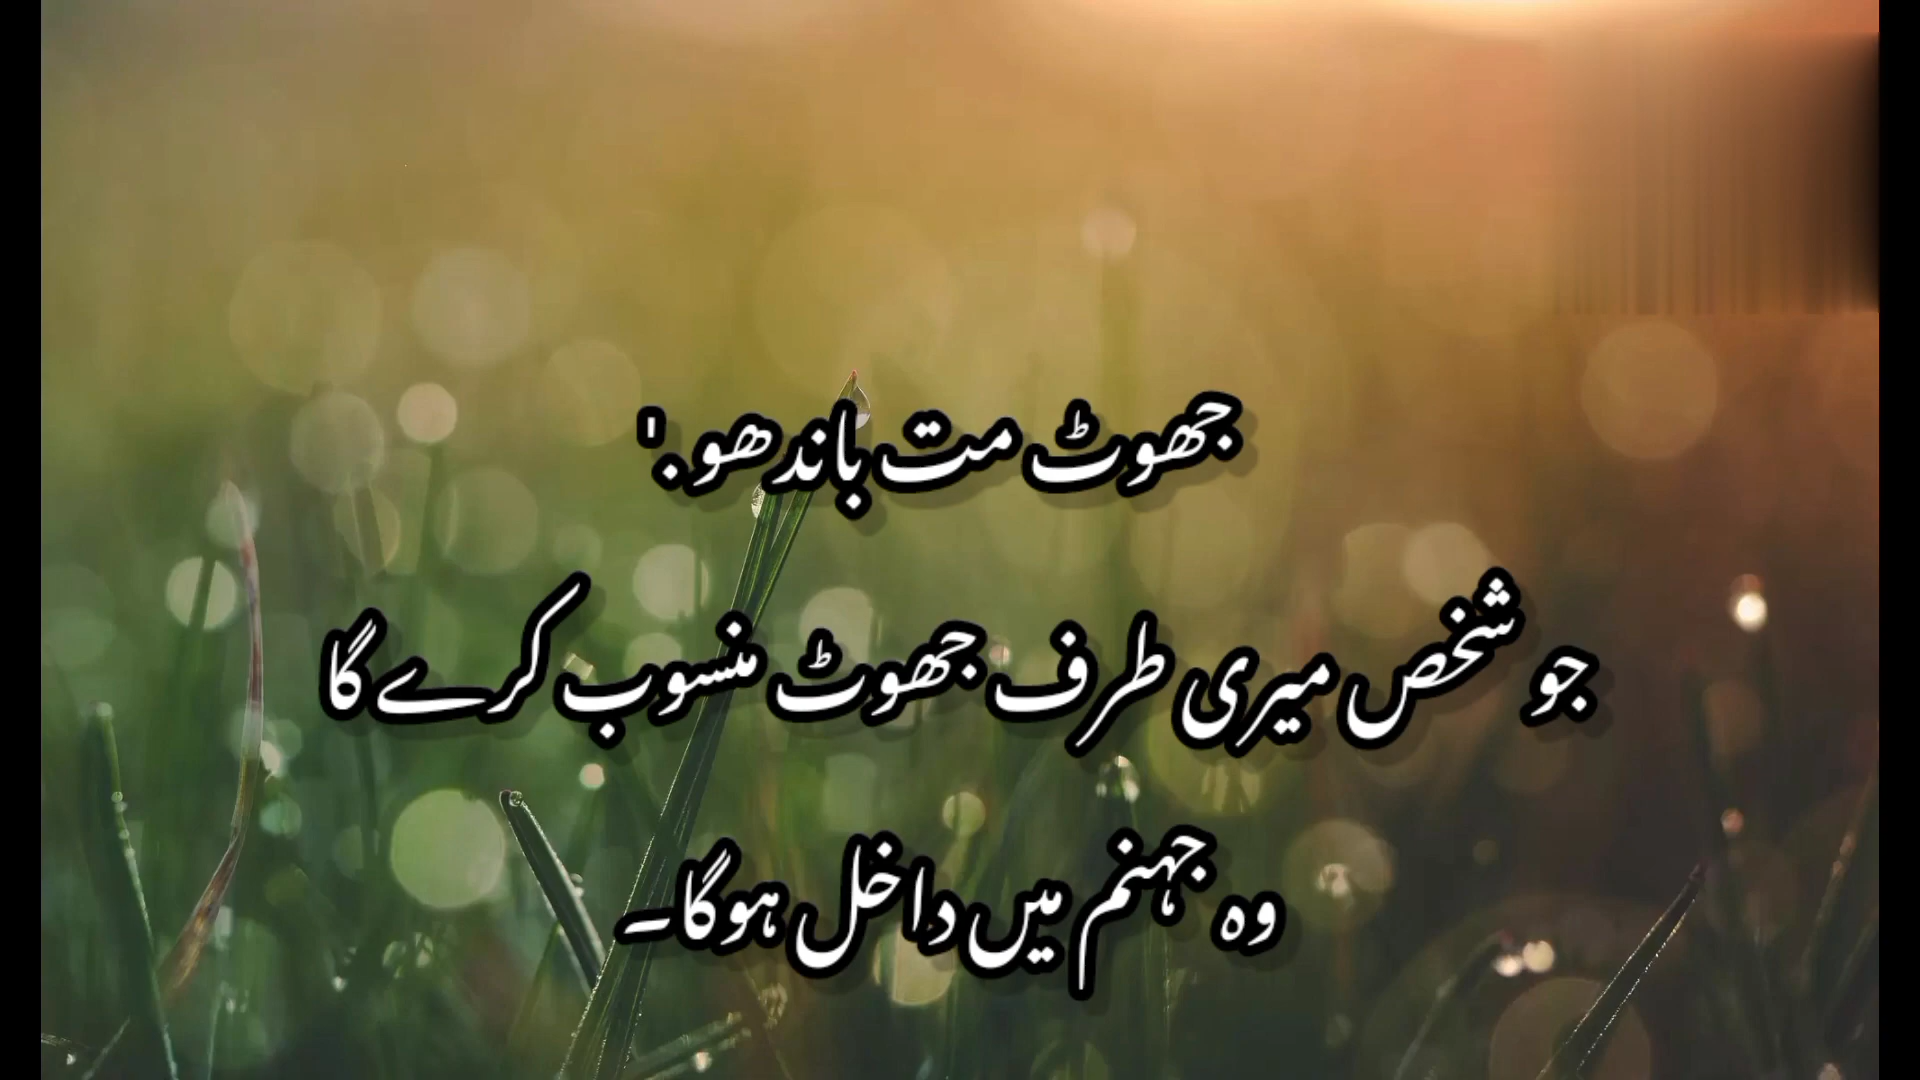 جھوٹ مت باندھو.'
جو شخص میری طرف جھوٹ منسوب کرے گا
وہ جہنم میں داخل ہوگا۔